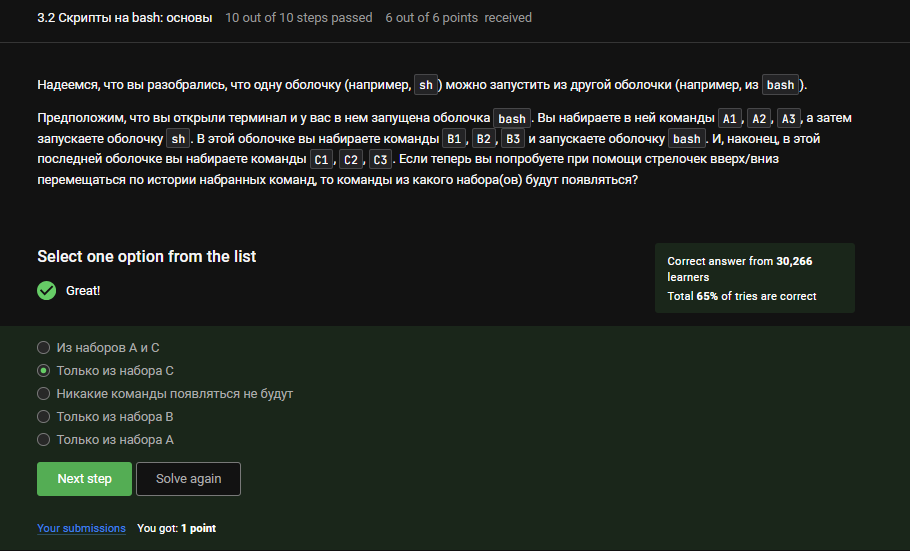 3.2 Скрипты на bash: основы 10 out of 10 steps passed 6 out of 6 points received
Надеемся, что вы разобрались, что одну оболочку (например, sh) можно запустить из другой оболочки (например, из bash).
Предположим, что вы открыли терминал и у вас в нем запущена оболочка bash. Вы набираете в ней команды A1, A2, A3, а затем
запускаете оболочку sh. В этой оболочке вы набираете команды B1, B2, B3 и запускаете оболочку bash. И, наконец, в этой
последней оболочке вы набираете команды C1, C2, C3. Если теперь вы попробуете при помощи стрелочек вверх/вниз
перемещаться по истории набранных команд, то команды из какого набора(ов) будут появляться?
Select one option from the list
Great!
Correct answer from 30,266
learners
Total 65% of tries are correct
Из наборов А и С
Только из набора С
Никакие команды появляться не будут
Только из набора В
Только из набора А
Next step Solve again
Your submissions You got: 1 point